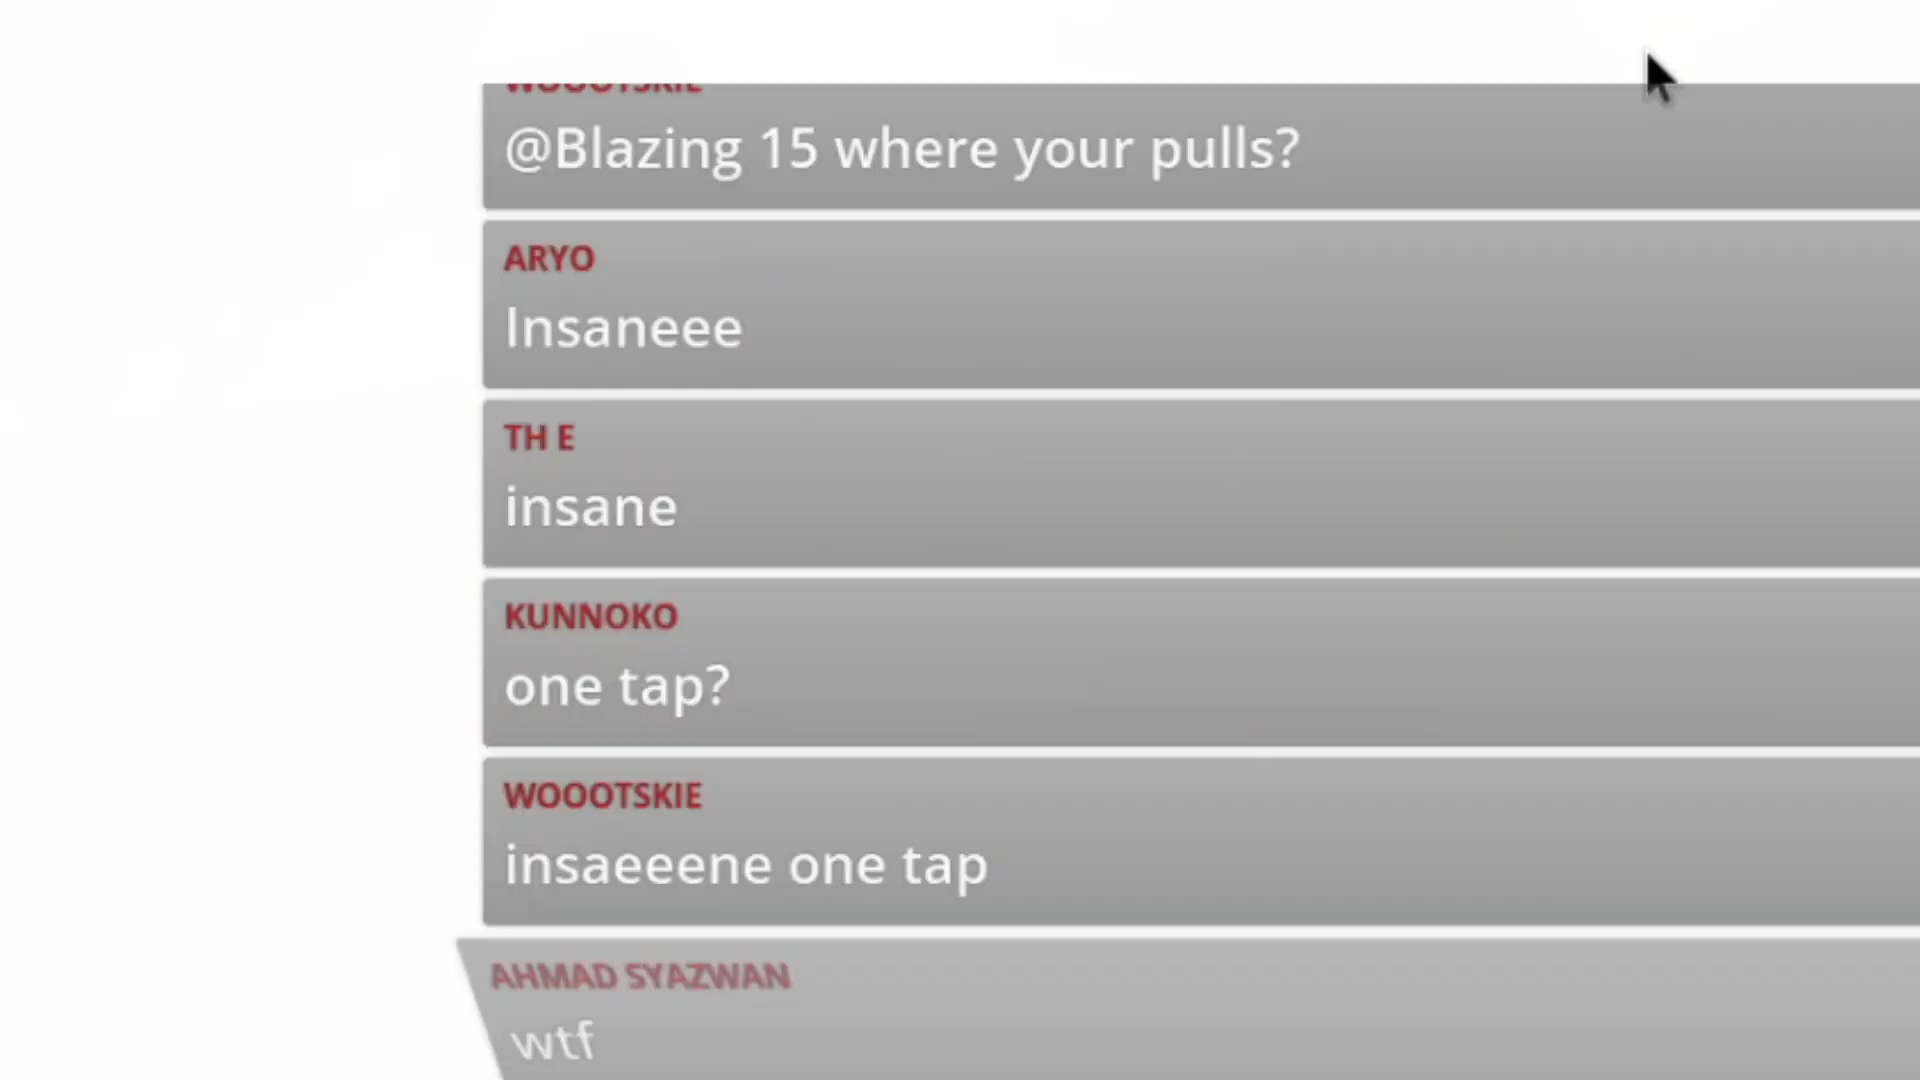 WOOOTSKIE
@Blazing 15 where your pulls?
ARYO
Insaneee
TH E
insane
KUNNOKO
one tap?
WOOOTSKIE
insaeeene one tap
AHMAD SYAZWAN
wtf